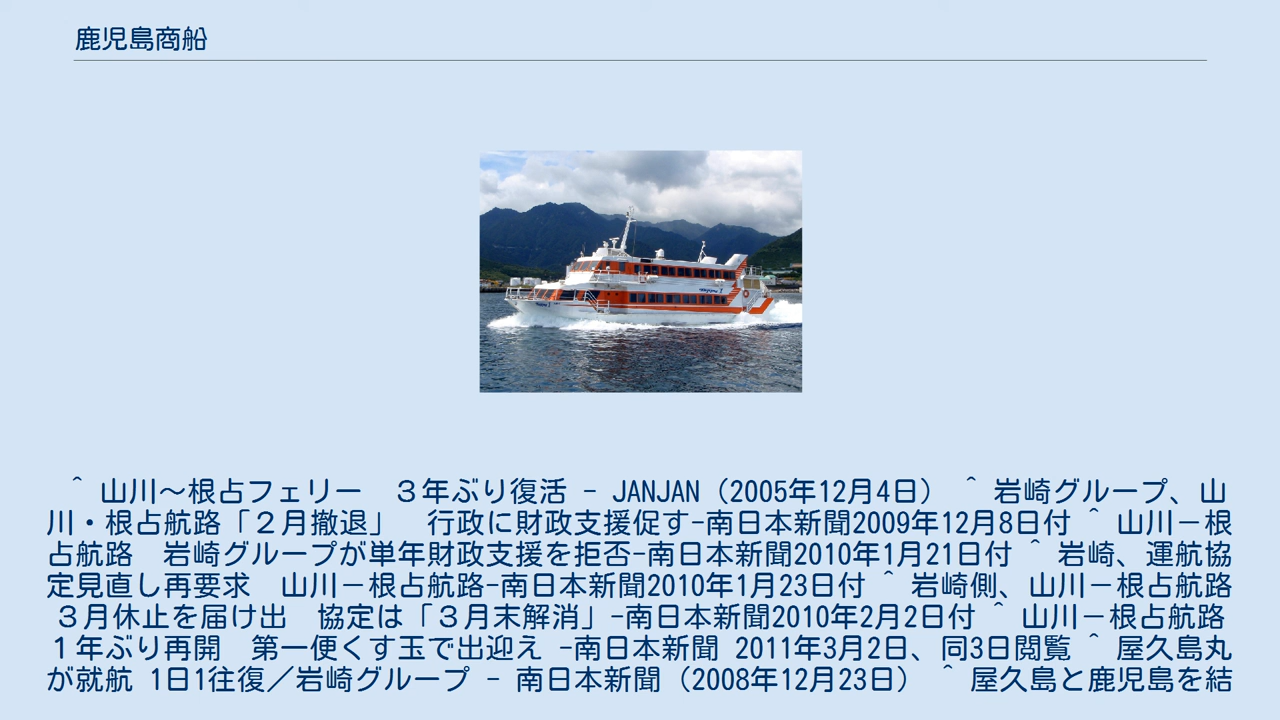 鹿児島商船
^ 山川～根占フェリー　３年ぶり復活 - JANJAN（2005年12月4日） ^ 岩崎グループ、山
川・根占航路「２月撤退」　行政に財政支援促す-南日本新聞2009年12月8日付 ^ 山川－根
占航路　岩崎グループが単年財政支援を拒否-南日本新聞2010年1月21日付 ^ 岩崎、運航協
定見直し再要求　山川－根占航路-南日本新聞2010年1月23日付 ^ 岩崎側、山川－根占航路
３月休止を届け出　協定は「３月末解消」-南日本新聞2010年2月2日付 ^ 山川－根占航路
１年ぶり再開　第一便くす玉で出迎え -南日本新聞 2011年3月2日、同3日閲覧 ^ 屋久島丸
が就航 1日1往復／岩崎グループ - 南日本新聞（2008年12月23日） ^ 屋久島と鹿児島を結